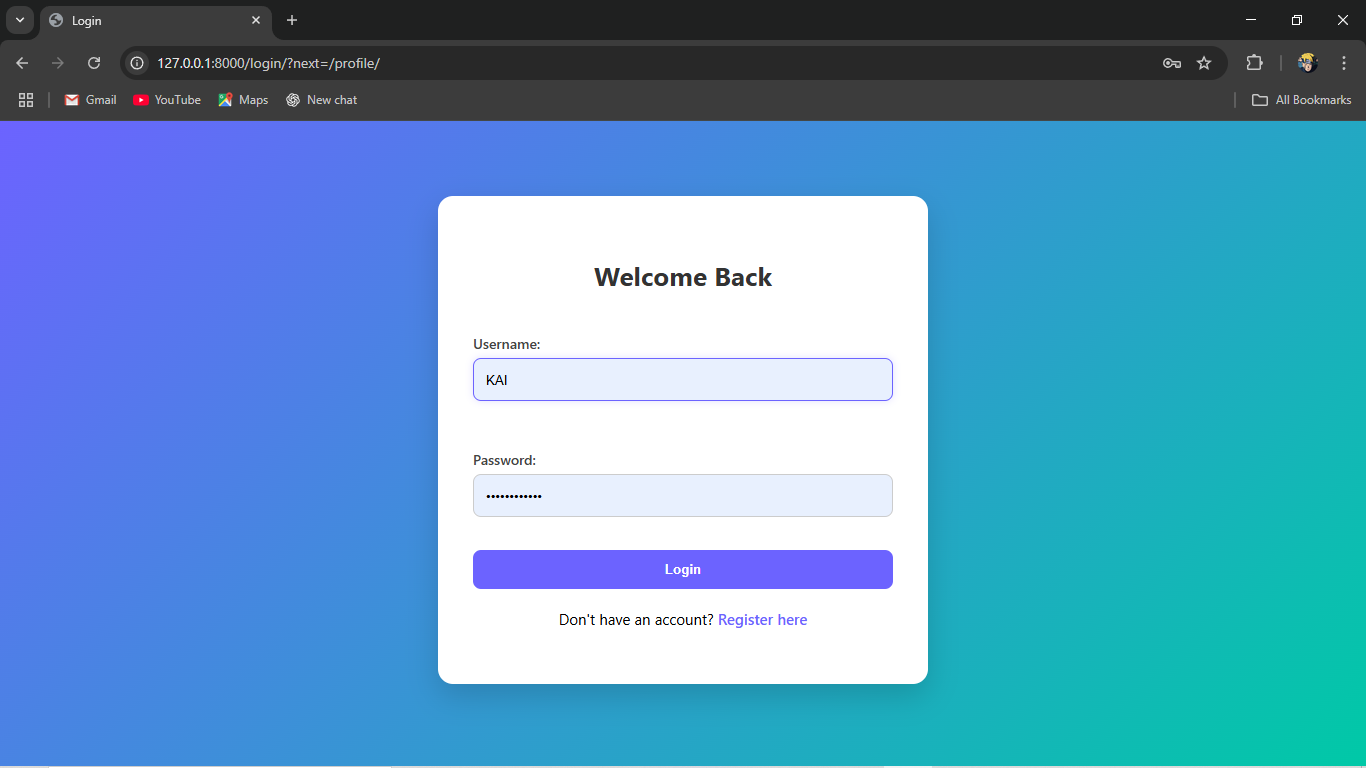 Login
127.0.0.1:8000/login/?next=/profile/
Gmail YouTube Maps New chat All Bookmarks
Welcome Back
Username:
KAI
Password:
••••••••••••
Login
Don't have an account? Register here